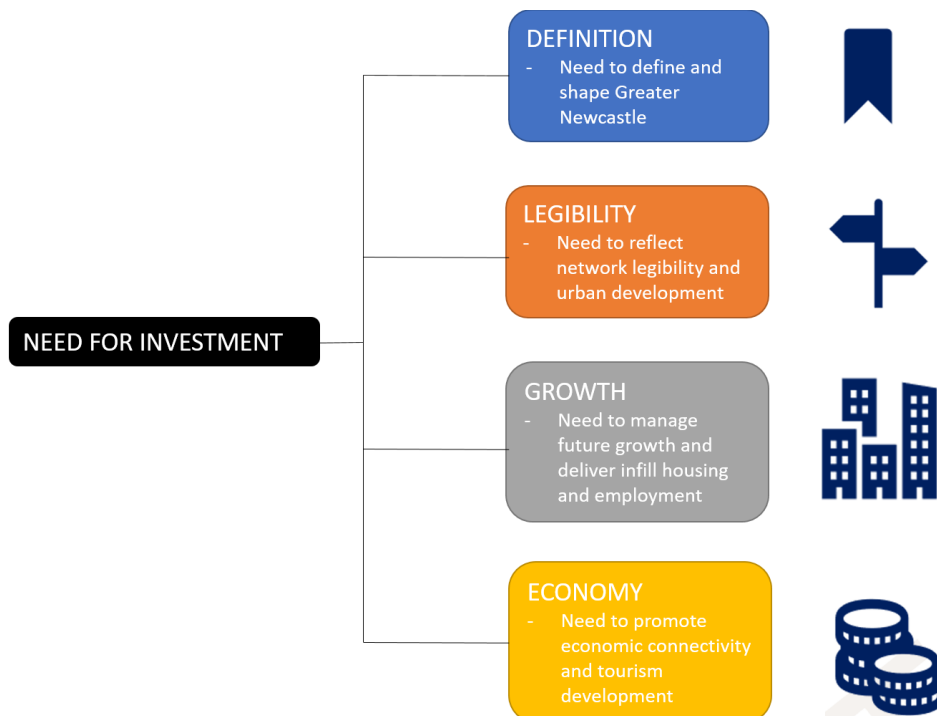 DEFINITION
- Need to define and
shape Greater
Newcastle
LEGIBILITY
- Need to reflect
network legibility and
urban development
NEED FOR INVESTMENT
GROWTH
- Need to manage
future growth and
deliver infill housing
and employment
ECONOMY
- Need to promote
economic connectivity
and tourism
development